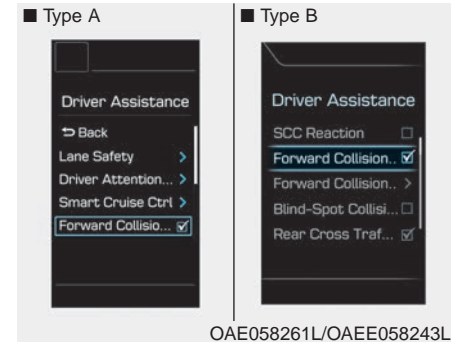 ■ Type A
■ Type B
Driver Assistance
Back
Lane Safety >
Driver Attention... >
Smart Cruise Ctrl >
Forward Collisio...
Driver Assistance
SCC Reaction
Forward Collision..
Forward Collision.. >
Blind-Spot Collisi...
Rear Cross Traf...
OAE058261L/OAEE058243L